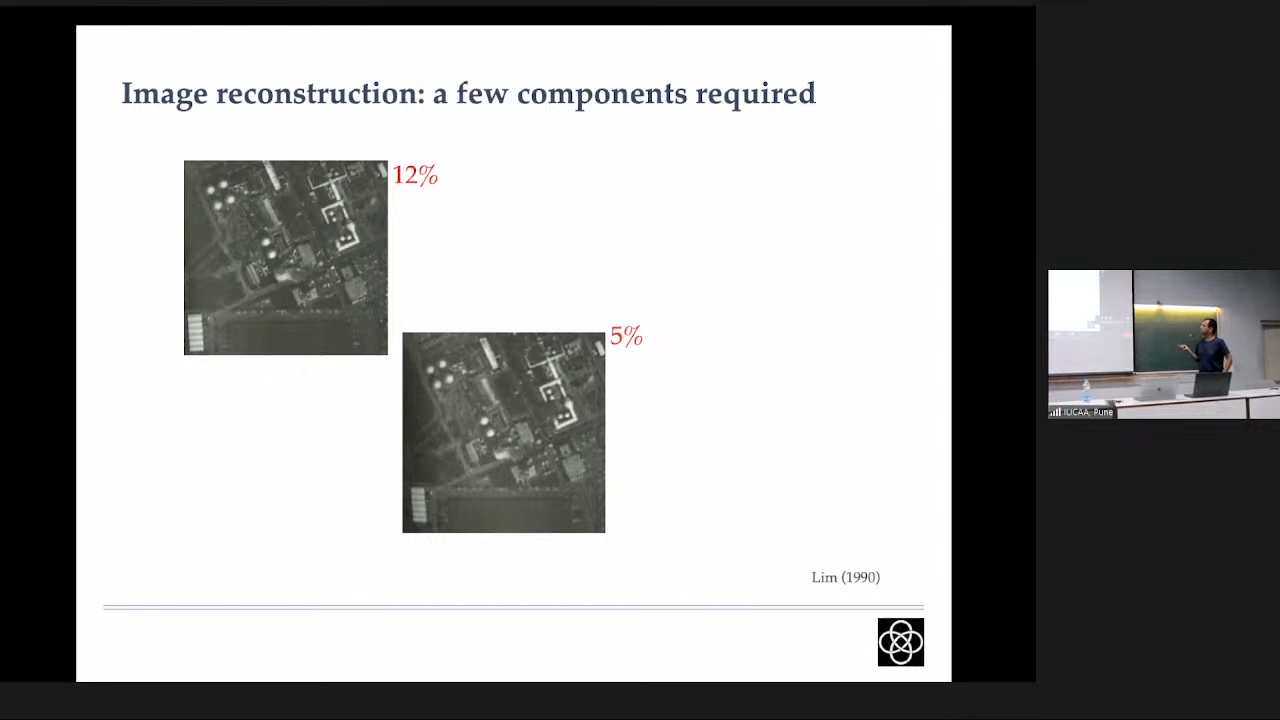 Image reconstruction: a few components required
12%
5%
Lim (1990)
IUCAA, Pune